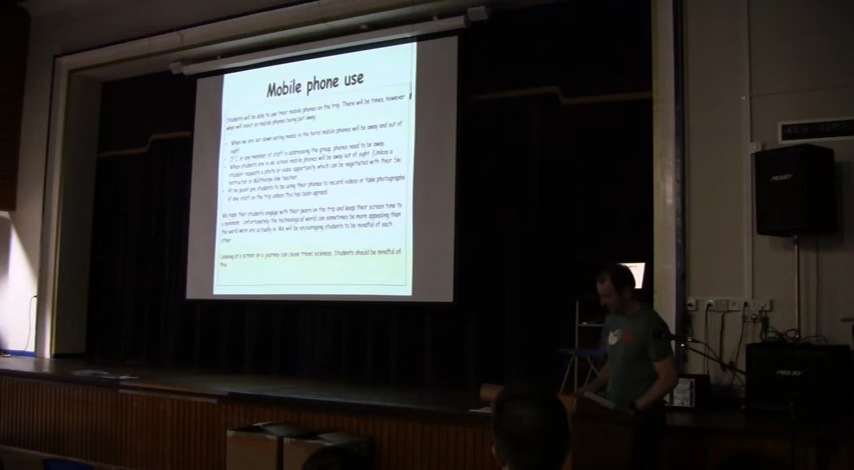 Mobile phone use
Students will be able to use their mobile phones on the trip. There will be times, however
when will insist on mobile phones being put away.
When we are sat down eating meals in the hotel mobile phones will be away and out of
sight.
If I, or any member of staff is addressing the group, phones need to be away.
When students are in ski school mobile phones will be away out of sight. (Unless a
student requests a photo or video opportunity which can be negotiated with their Ski
instructor or link teacher
At no point are students to be using their phones to record videos or take photographs
of any staff on the trip unless this has been agreed.
We hope that students engage with their peers on the trip and keep their screen time to
a minimum. Unfortunately the technological world can sometimes be more appealing than
the world were are actually in. We will be encouraging students to be mindful of each
other
Looking at a screen on a journey can cause travel sickness. Students should be mindful of
this.
PEAVEY
PEAVEY